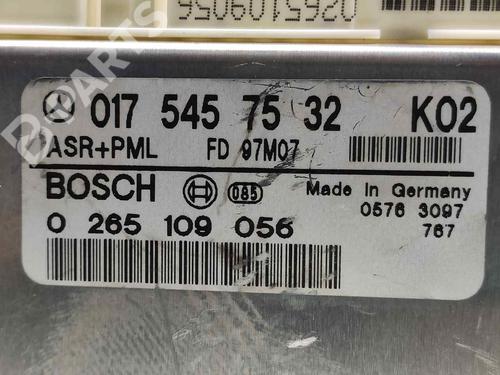 0265109056
B-PARTS
017 545 75 32 K02
ASR+PML FD 97M07
BOSCH 085 Made in Germany
0 265 109 056 0576 3097
767